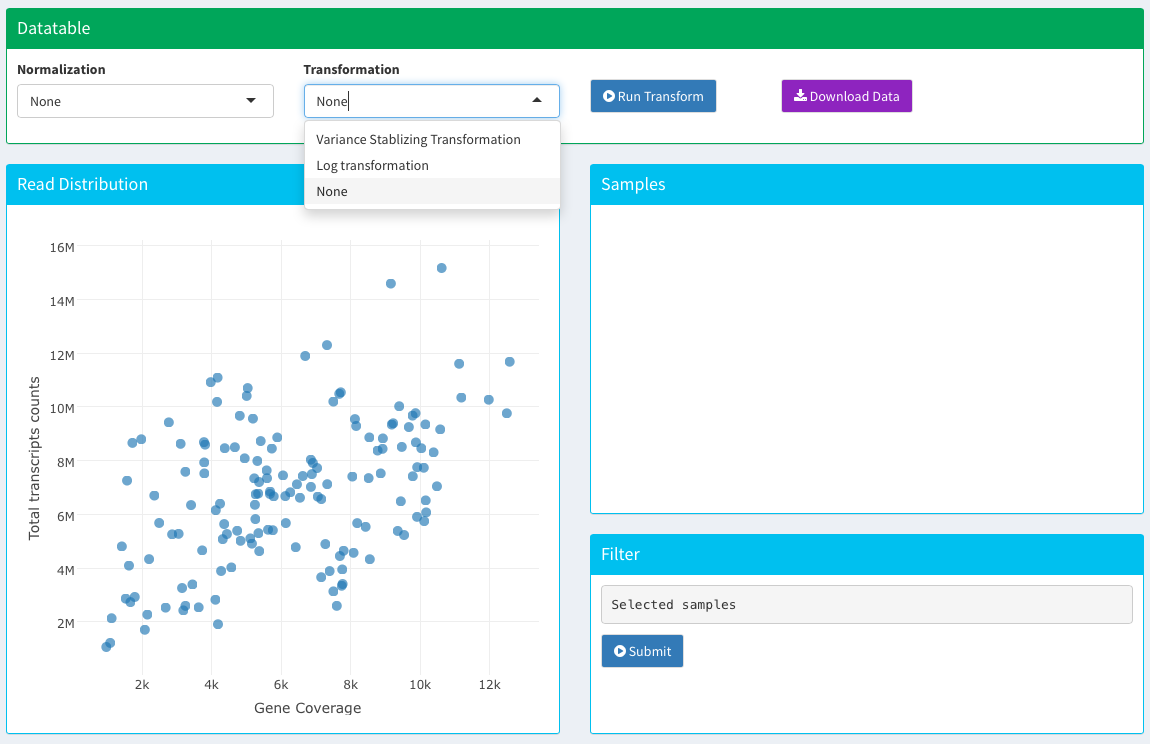 Datatable
Normalization
Transformation
None
None
Run Transform
Download Data
Variance Stablizing Transformation
Log transformation
None
Read Distribution
Samples
16M
14M
12M
10M
8M
6M
4M
2M
Total transcripts counts
2k
4k
6k
8k
10k
12k
Gene Coverage
Filter
Selected samples
Submit